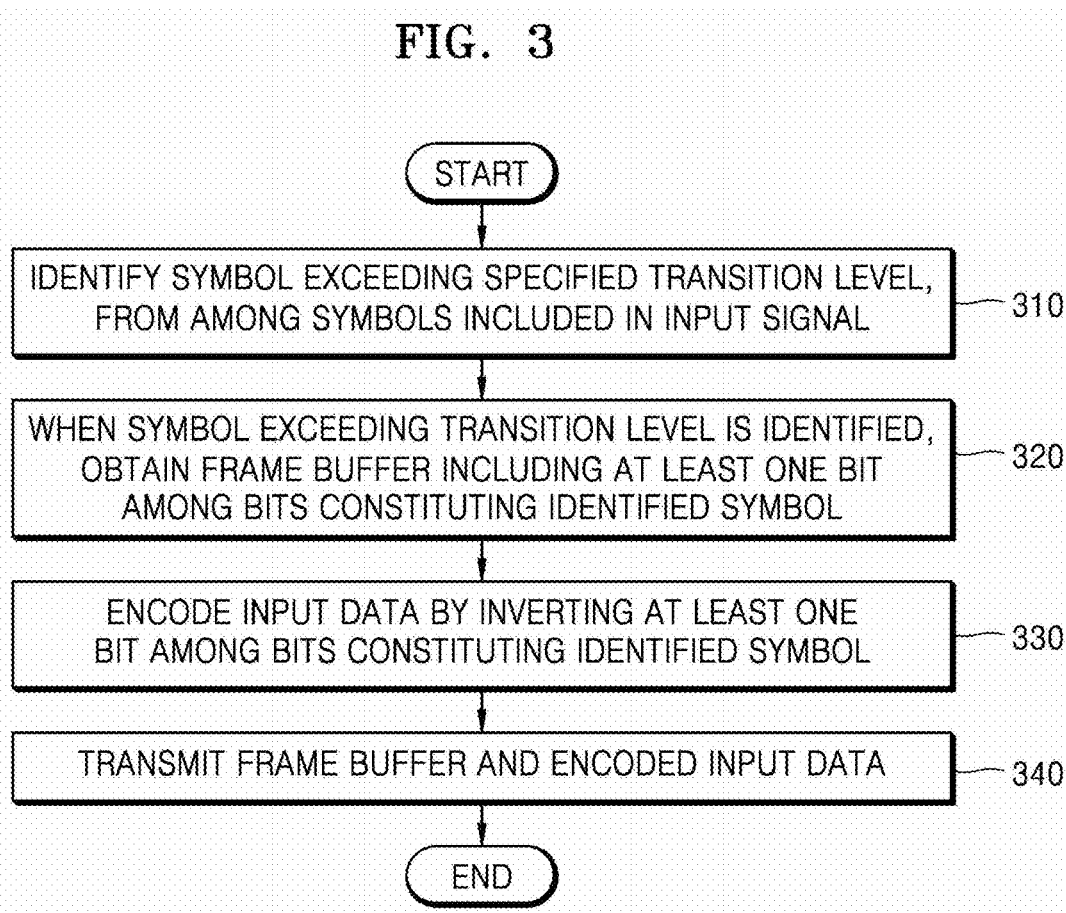 FIG. 3
START
IDENTIFY SYMBOL EXCEEDING SPECIFIED TRANSITION LEVEL,
FROM AMONG SYMBOLS INCLUDED IN INPUT SIGNAL
310
WHEN SYMBOL EXCEEDING TRANSITION LEVEL IS IDENTIFIED,
OBTAIN FRAME BUFFER INCLUDING AT LEAST ONE BIT
AMONG BITS CONSTITUTING IDENTIFIED SYMBOL
320
ENCODE INPUT DATA BY INVERTING AT LEAST ONE
BIT AMONG BITS CONSTITUTING IDENTIFIED SYMBOL
330
TRANSMIT FRAME BUFFER AND ENCODED INPUT DATA
340
END